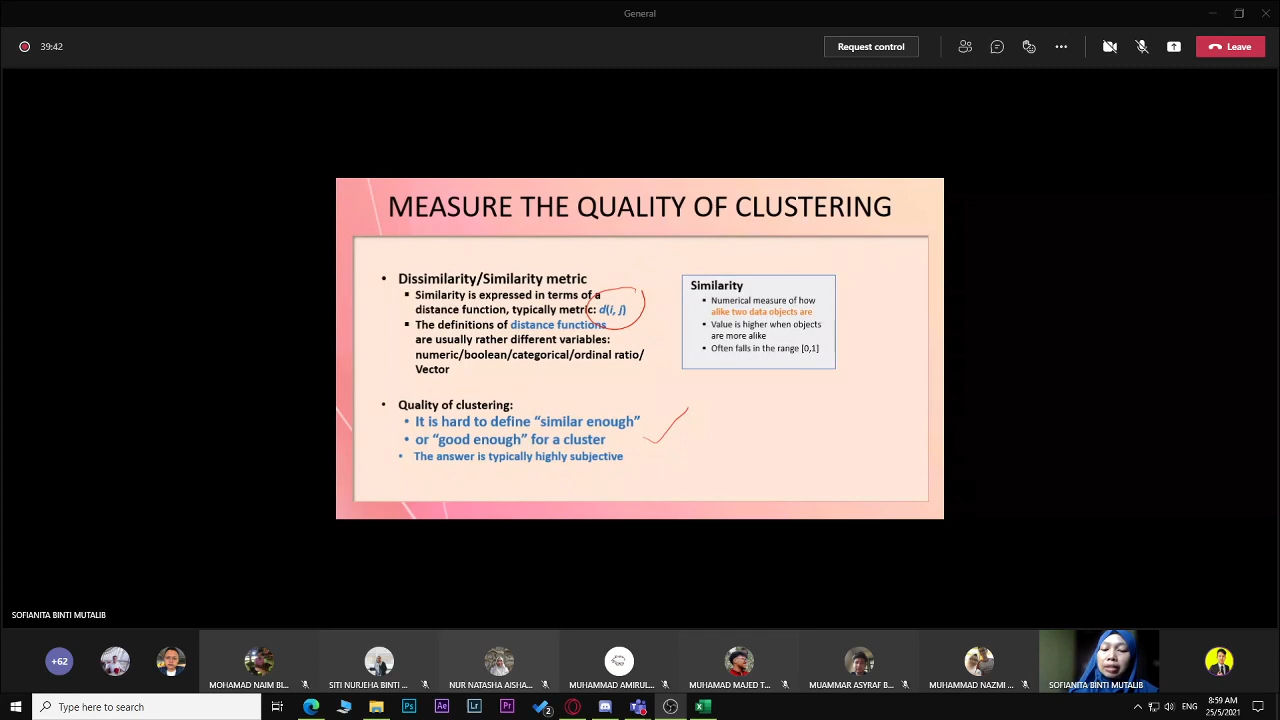 General
39:42
Request control
Leave
MEASURE THE QUALITY OF CLUSTERING
• Dissimilarity/Similarity metric
▪ Similarity is expressed in terms of a
distance function, typically metric: d(i, j)
▪ The definitions of distance functions
are usually rather different variables:
numeric/boolean/categorical/ordinal ratio/
Vector
• Quality of clustering:
• It is hard to define “similar enough”
• or “good enough” for a cluster
• The answer is typically highly subjective
Similarity
▪ Numerical measure of how
alike two data objects are
▪ Value is higher when objects
are more alike
▪ Often falls in the range [0,1]
SOFIANITA BINTI MUTALIB
+62
MOHAMAD NAIM BI...
SITI NURJEHA BINTI ...
NUR NATASHA AISHA...
MUHAMMAD AMIRUL...
MUHAMAD MAJED T...
MUAMMAR ASYRAF B...
MUHAMMAD NAZMI ...
SOFIANITA BINTI MUTALIB
Type here to search
Ps
Ae
Lr
Pr
2
ENG
8:59 AM
25/5/2021